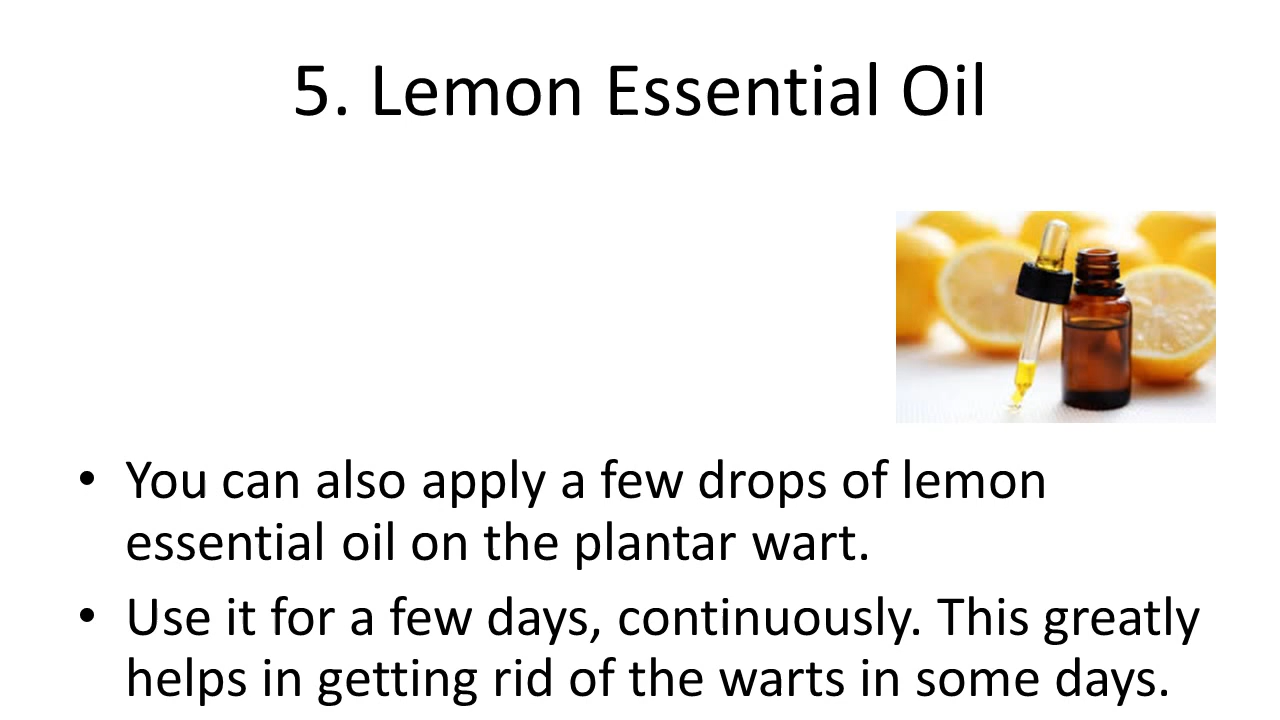 5. Lemon Essential Oil
• You can also apply a few drops of lemon
essential oil on the plantar wart.
• Use it for a few days, continuously. This greatly
helps in getting rid of the warts in some days.